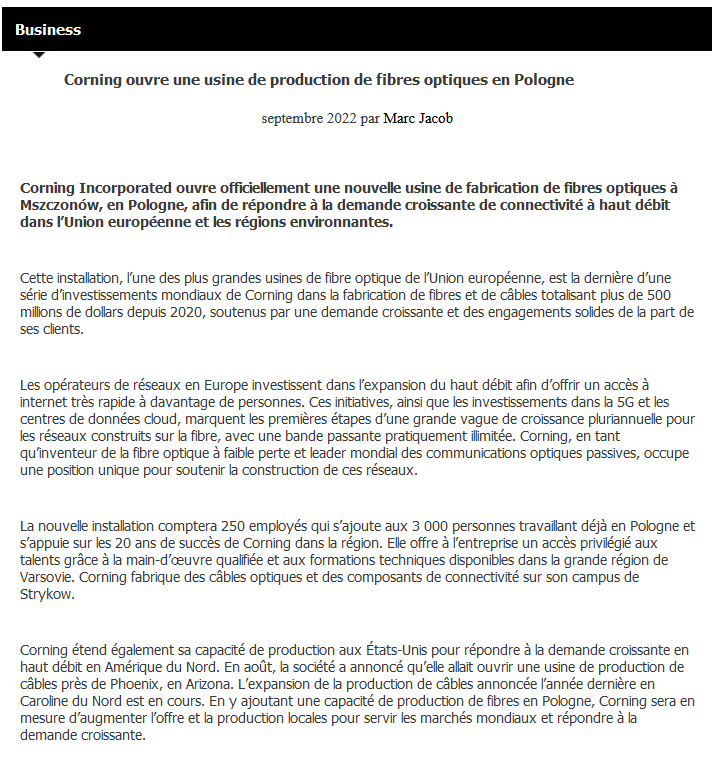 Business
Corning ouvre une usine de production de fibres optiques en Pologne
septembre 2022 par Marc Jacob
Corning Incorporated ouvre officiellement une nouvelle usine de fabrication de fibres optiques à
Mszczonów, en Pologne, afin de répondre à la demande croissante de connectivité à haut débit
dans l’Union européenne et les régions environnantes.
Cette installation, l’une des plus grandes usines de fibre optique de l’Union européenne, est la dernière d’une
série d’investissements mondiaux de Corning dans la fabrication de fibres et de câbles totalisant plus de 500
millions de dollars depuis 2020, soutenus par une demande croissante et des engagements solides de la part de
ses clients.
Les opérateurs de réseaux en Europe investissent dans l’expansion du haut débit afin d’offrir un accès à
internet très rapide à davantage de personnes. Ces initiatives, ainsi que les investissements dans la 5G et les
centres de données cloud, marquent les premières étapes d’une grande vague de croissance pluriannuelle pour
les réseaux construits sur la fibre, avec une bande passante pratiquement illimitée. Corning, en tant
qu’inventeur de la fibre optique à faible perte et leader mondial des communications optiques passives, occupe
une position unique pour soutenir la construction de ces réseaux.
La nouvelle installation comptera 250 employés qui s’ajoute aux 3 000 personnes travaillant déjà en Pologne et
s’appuie sur les 20 ans de succès de Corning dans la région. Elle offre à l’entreprise un accès privilégié aux
talents grâce à la main-d’œuvre qualifiée et aux formations techniques disponibles dans la grande région de
Varsovie. Corning fabrique des câbles optiques et des composants de connectivité sur son campus de
Strykow.
Corning étend également sa capacité de production aux États-Unis pour répondre à la demande croissante en
haut débit en Amérique du Nord. En août, la société a annoncé qu’elle allait ouvrir une usine de production de
câbles près de Phoenix, en Arizona. L’expansion de la production de câbles annoncée l’année dernière en
Caroline du Nord est en cours. En y ajoutant une capacité de production de fibres en Pologne, Corning sera en
mesure d’augmenter l’offre et la production locales pour servir les marchés mondiaux et répondre à la
demande croissante.